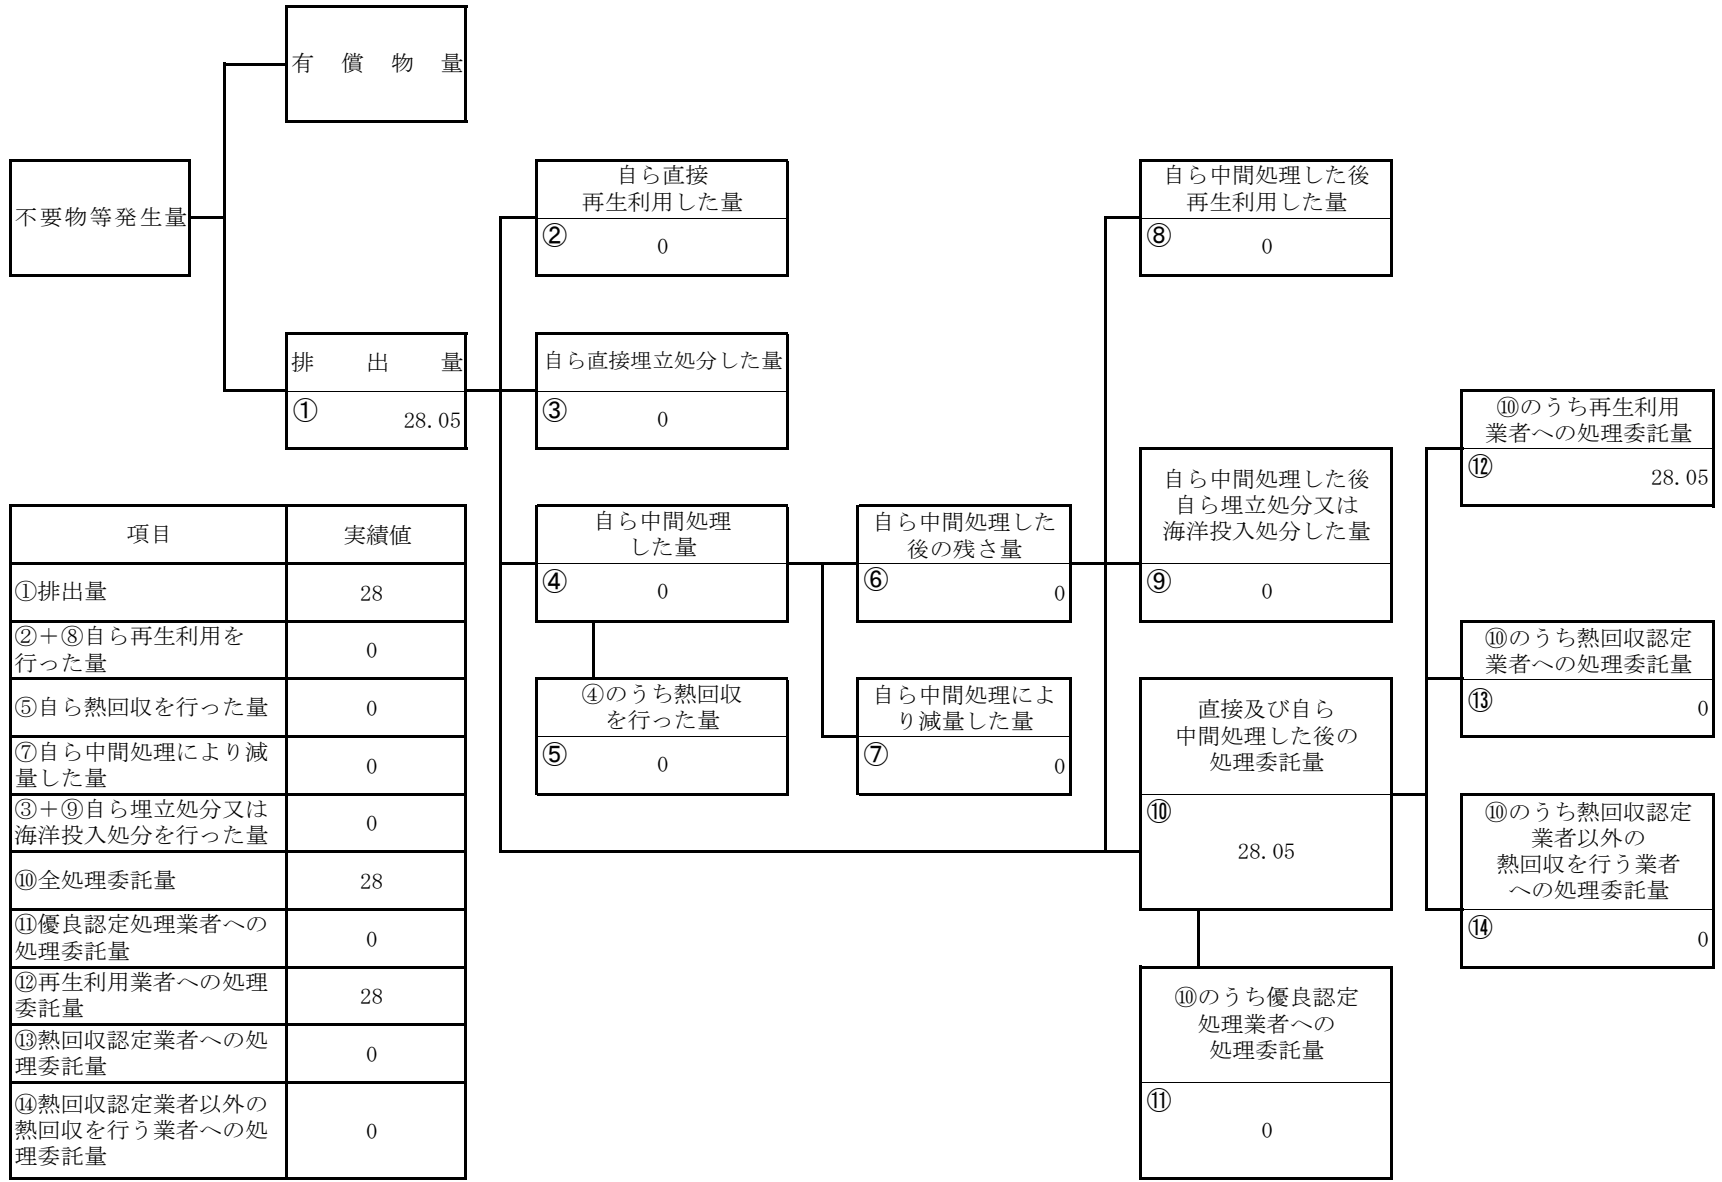 有償物量
不要物等発生量
排出量
①
28.05
自ら直接
再生利用した量
②
0
自ら直接埋立処分した量
③
0
自ら中間処理
した量
④
0
④のうち熱回収
を行った量
⑤
0
自ら中間処理した
後の残さ量
⑥
0
自ら中間処理によ
り減量した量
⑦
0
自ら中間処理した後
再生利用した量
⑧
0
自ら中間処理した後
自ら埋立処分又は
海洋投入処分した量
⑨
0
直接及び自ら
中間処理した後の
処理委託量
⑩
28.05
⑩のうち優良認定
処理業者への
処理委託量
⑪
0
⑩のうち再生利用
業者への処理委託量
⑫
28.05
⑩のうち熱回収認定
業者への処理委託量
⑬
0
⑩のうち熱回収認定
業者以外の
熱回収を行う業者
への処理委託量
⑭
0
項目 実績値
①排出量 28
②+⑧自ら再生利用を
行った量
0
⑤自ら熱回収を行った量 0
⑦自ら中間処理により減
量した量
0
③+⑨自ら埋立処分又は
海洋投入処分を行った量
0
⑩全処理委託量 28
⑪優良認定処理業者への
処理委託量
0
⑫再生利用業者への処理
委託量
28
⑬熱回収認定業者への処
理委託量
0
⑭熱回収認定業者以外の
熱回収を行う業者への処
理委託量
0